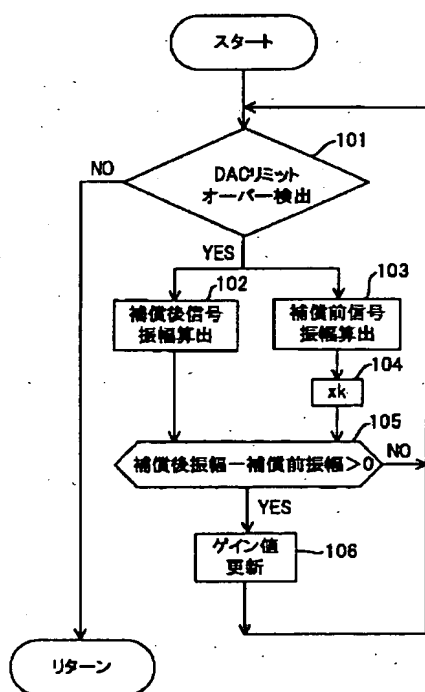 スタート
101
DACリミット
オーバー検出
NO
YES
102
103
補償後信号
振幅算出
補償前信号
振幅算出
104
xk
105
補償後振幅－補償前振幅＞0
NO
YES
ゲイン値
更新
106
リターン